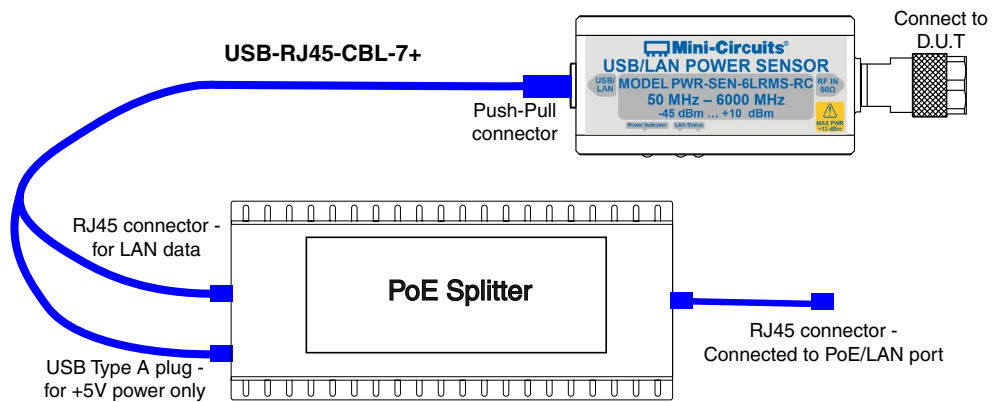 Connect to
D.U.T
USB-RJ45-CBL-7+
Mini-Circuits®
USB/LAN POWER SENSOR
USB/
LAN
MODEL PWR-SEN-6LRMS-RC
RF IN
50Ω
50 MHz – 6000 MHz
-45 dBm ... +10 dBm
Power Indicator
LAN Status
MAX PWR
+13 dBm
Push-Pull
connector
RJ45 connector -
for LAN data
PoE Splitter
RJ45 connector -
Connected to PoE/LAN port
USB Type A plug -
for +5V power only